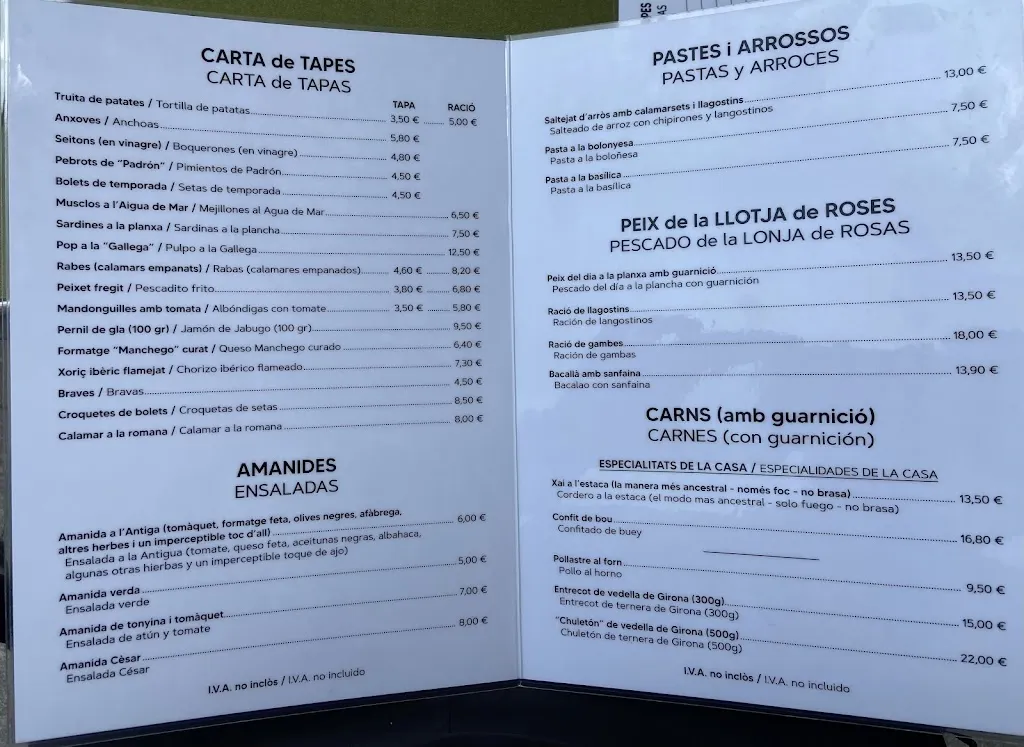 CARTA de TAPES
CARTA de TAPAS
TAPA RACIÓ
Truita de patates / Tortilla de patatas 3,50 € 5,00 €
Anxoves / Anchoas 5,80 €
Seitons (en vinagre) / Boquerones (en vinagre) 4,80 €
Pebrots de "Padrón" / Pimientos de Padrón 4,50 €
Bolets de temporada / Setas de temporada 4,50 €
Musclos a l'Aigua de Mar / Mejillones al Agua de Mar 6,50 €
Sardines a la planxa / Sardinas a la plancha 7,50 €
Pop a la "Gallega" / Pulpo a la Gallega 12,50 €
Rabes (calamars empanats) / Rabas (calamares empanados) 4,60 € 8,20 €
Peixet fregit / Pescadito frito 3,80 € 6,80 €
Mandonguilles amb tomata / Albóndigas con tomate 3,50 € 5,80 €
Pernil de gla (100 gr) / Jamón de Jabugo (100 gr) 9,50 €
Formatge "Manchego" curat / Queso Manchego curado 6,40 €
Xoriç ibèric flamejat / Chorizo ibérico flameado 7,30 €
Braves / Bravas 4,50 €
Croquetes de bolets / Croquetas de setas 8,50 €
Calamar a la romana / Calamar a la romana 8,00 €
AMANIDES
ENSALADAS
Amanida a l'Antiga (tomàquet, formatge feta, olives negres, afàbrega,
altres herbes i un imperceptible toc d'all) 6,00 €
Ensalada a la Antigua (tomate, queso feta, aceitunas negras, albahaca,
algunas otras hierbas y un imperceptible toque de ajo)
Amanida verda 5,00 €
Ensalada verde
Amanida de tonyina i tomàquet 7,00 €
Ensalada de atún y tomate
Amanida Cèsar 8,00 €
Ensalada César
I.V.A. no inclòs / I.V.A. no incluido
PES
AS
PASTES i ARROSSOS
PASTAS y ARROCES
Saltejat d'arròs amb calamarsets i llagostins 13,00 €
Salteado de arroz con chipirones y langostinos
Pasta a la bolonyesa 7,50 €
Pasta a la boloñesa
Pasta a la basílica 7,50 €
Pasta a la basílica
PEIX de la LLOTJA de ROSES
PESCADO de la LONJA de ROSAS
Peix del dia a la planxa amb guarnició 13,50 €
Pescado del día a la plancha con guarnición
Ració de llagostins 13,50 €
Ración de langostinos
Ració de gambes 18,00 €
Ración de gambas
Bacallà amb sanfaina 13,90 €
Bacalao con sanfaina
CARNS (amb guarnició)
CARNES (con guarnición)
ESPECIALITATS DE LA CASA / ESPECIALIDADES DE LA CASA
Xai a l'estaca (la manera més ancestral - només foc - no brasa) 13,50 €
Cordero a la estaca (el modo mas ancestral - solo fuego - no brasa)
Confit de bou 16,80 €
Confitado de buey
Pollastre al forn 9,50 €
Pollo al horno
Entrecot de vedella de Girona (300g) 15,00 €
Entrecot de ternera de Girona (300g)
"Chuletón" de vedella de Girona (500g) 22,00 €
Chuletón de ternera de Girona (500g)
I.V.A. no inclòs / I.V.A. no incluido